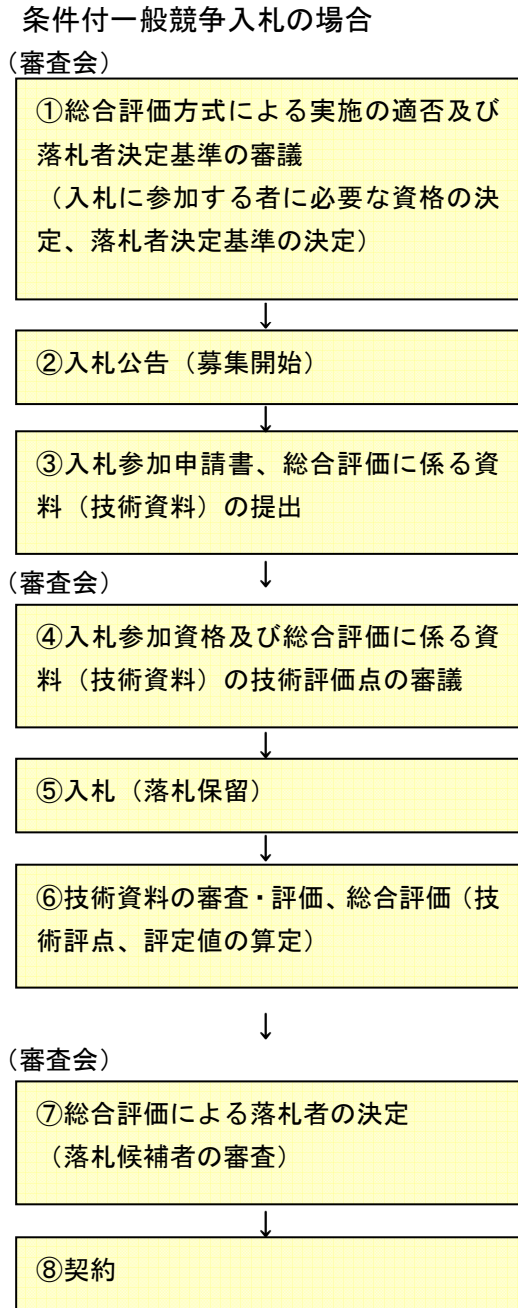 条件付一般競争入札の場合
（審査会）
①総合評価方式による実施の適否及び
落札者決定基準の審議
（入札に参加する者に必要な資格の決
定、落札者決定基準の決定）
↓
②入札公告（募集開始）
↓
③入札参加申請書、総合評価に係る資
料（技術資料）の提出
↓
（審査会）
④入札参加資格及び総合評価に係る資
料（技術資料）の技術評価点の審議
↓
⑤入札（落札保留）
↓
⑥技術資料の審査・評価、総合評価（技
術評点、評定値の算定）
↓
（審査会）
⑦総合評価による落札者の決定
（落札候補者の審査）
↓
⑧契約